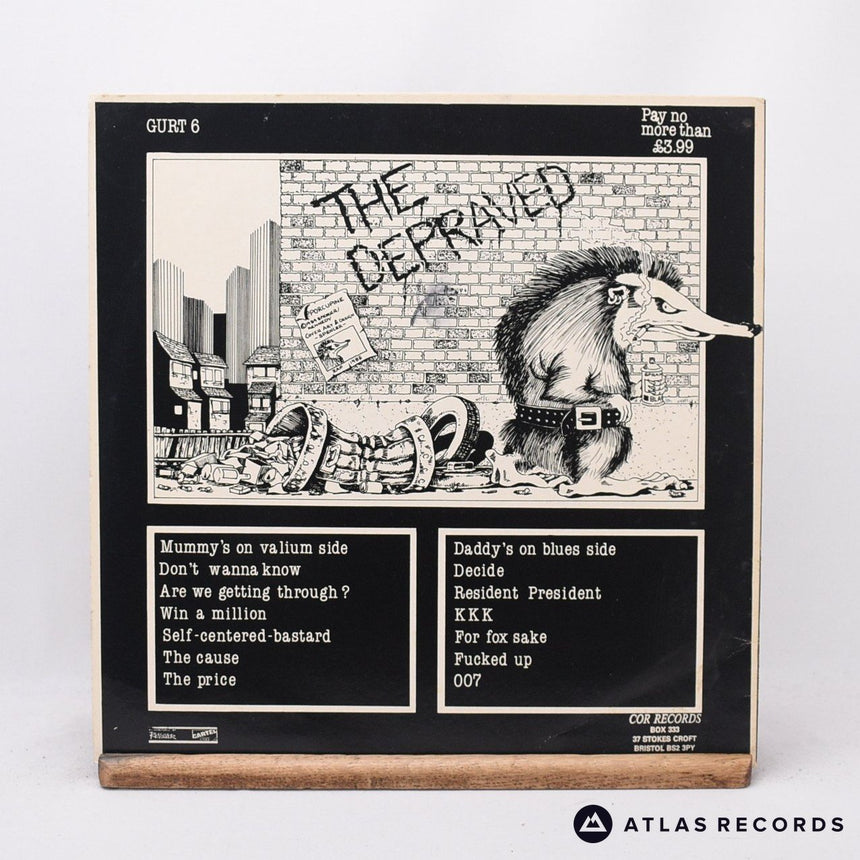 GURT 6
Pay no
more than
£3.99
THE
DEPRAVED
PORCUPINE
Mummy's on valium side
Don't wanna know
Are we getting through?
Win a million
Self-centered-bastard
The cause
The price
Daddy's on blues side
Decide
Resident President
KKK
For fox sake
Fucked up
007
CARTEL
COR RECORDS
BOX 333
37 STOKES CROFT
BRISTOL BS2 3PY
ATLAS RECORDS